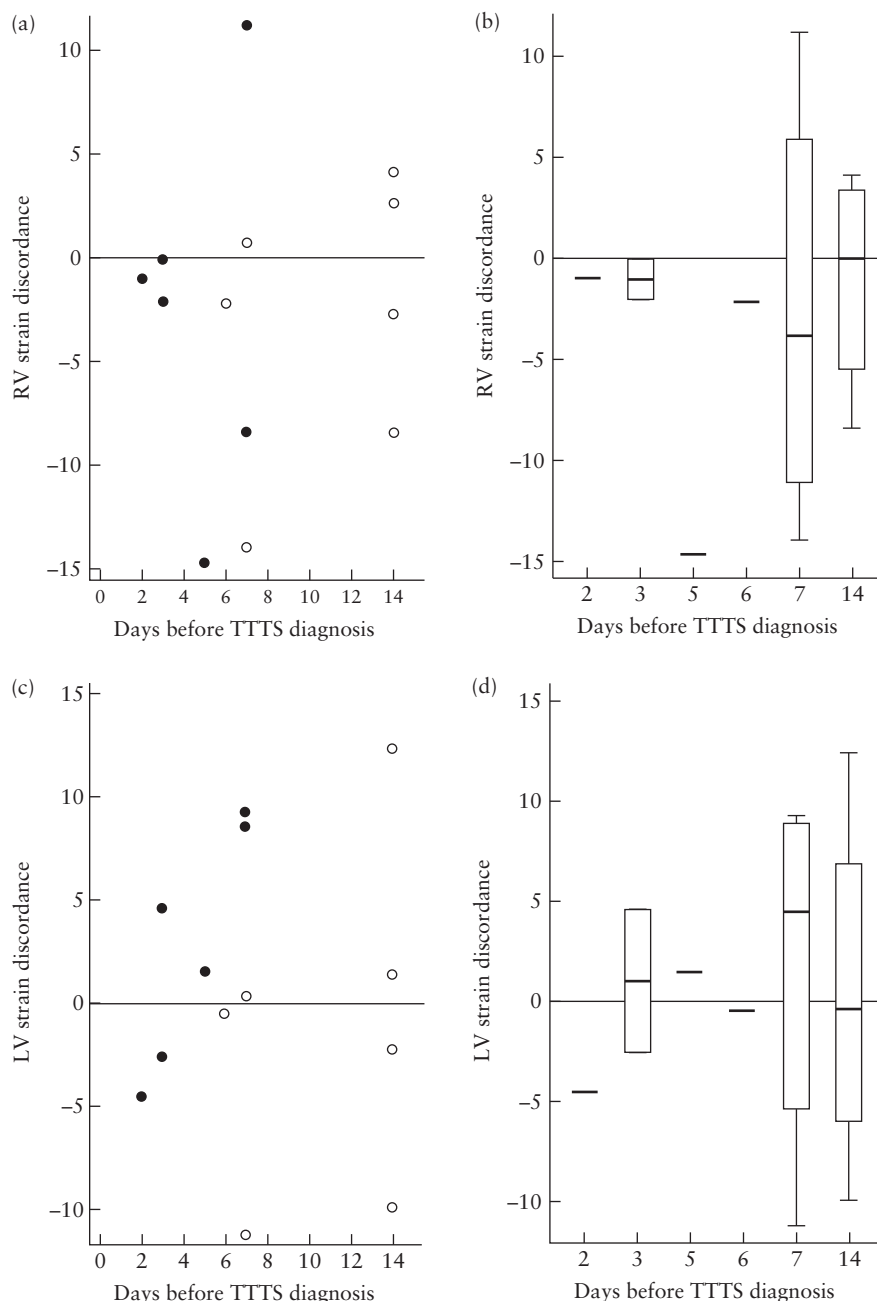 (a)
10
5
0
−5
−10
−15
RV strain discordance
0 2 4 6 8 10 12 14
Days before TTTS diagnosis
(b)
10
5
0
−5
−10
−15
RV strain discordance
2 3 5 6 7 14
Days before TTTS diagnosis
(c)
15
10
5
0
−5
−10
LV strain discordance
0 2 4 6 8 10 12 14
Days before TTTS diagnosis
(d)
15
10
5
0
−5
−10
LV strain discordance
2 3 5 6 7 14
Days before TTTS diagnosis